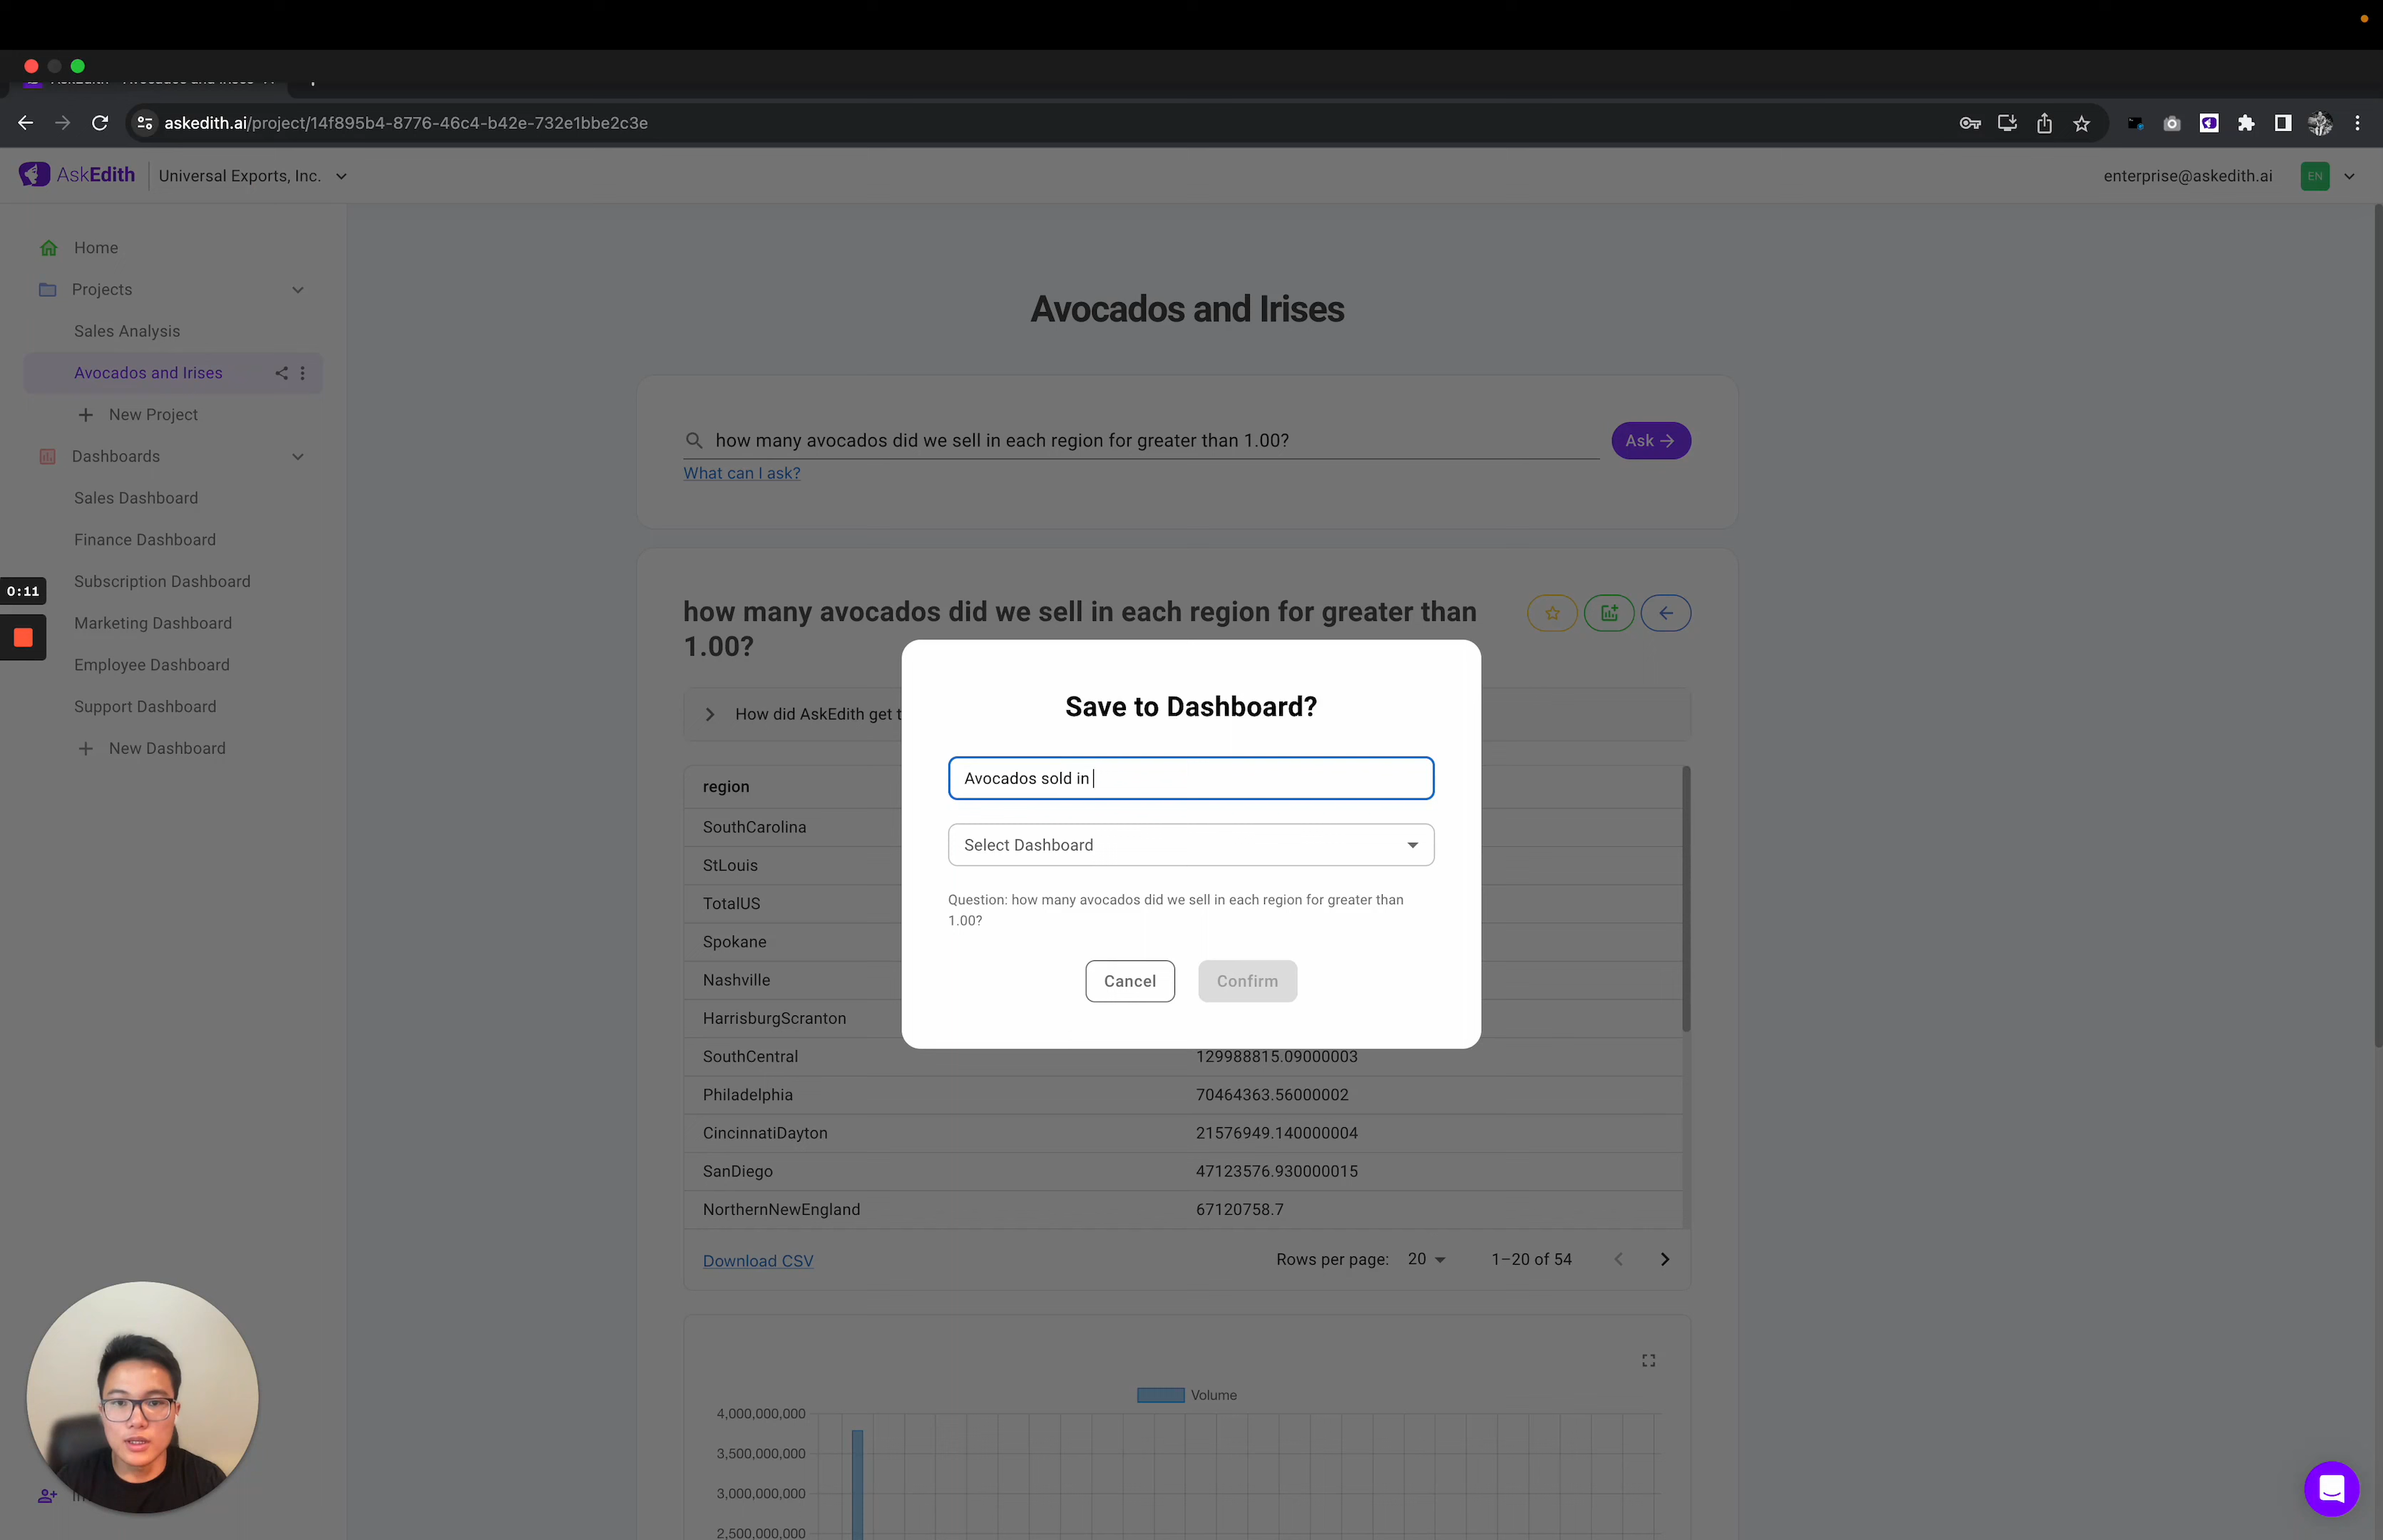 askedith.ai/project/14f895b4-8776-46c4-b42e-732e1bbe2c3e
AskEdith
Universal Exports, Inc.
enterprise@askedith.ai
EN
Home
Projects
Sales Analysis
Avocados and Irises
New Project
Dashboards
Sales Dashboard
Finance Dashboard
Subscription Dashboard
Marketing Dashboard
Employee Dashboard
Support Dashboard
New Dashboard
0:11
Avocados and Irises
how many avocados did we sell in each region for greater than 1.00?
Ask
What can I ask?
how many avocados did we sell in each region for greater than
1.00?
How did AskEdith get t
Save to Dashboard?
Avocados sold in
Select Dashboard
Question: how many avocados did we sell in each region for greater than
1.00?
Cancel
Confirm
region
SouthCarolina
StLouis
TotalUS
Spokane
Nashville
HarrisburgScranton
SouthCentral 129988815.09000003
Philadelphia 70464363.56000002
CincinnatiDayton 21576949.140000004
SanDiego 47123576.930000015
NorthernNewEngland 67120758.7
Download CSV
Rows per page: 20 1–20 of 54
Volume
4,000,000,000
3,500,000,000
3,000,000,000
2,500,000,000